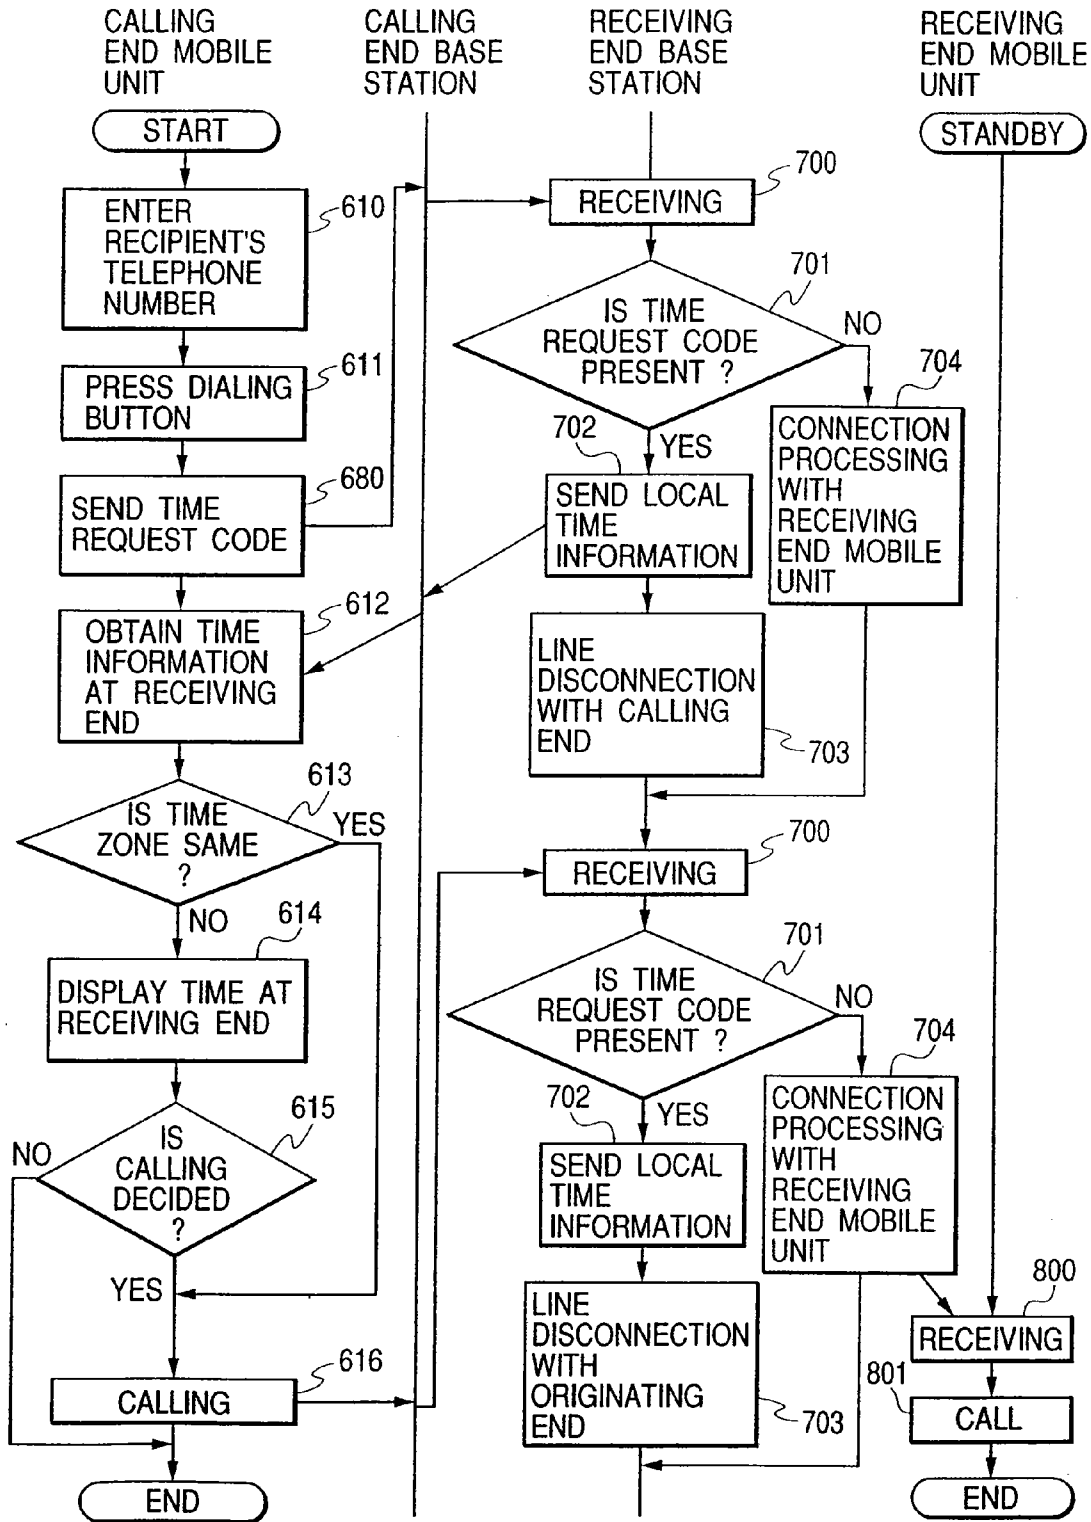 CALLING
END MOBILE
UNIT
CALLING
END BASE
STATION
RECEIVING
END BASE
STATION
RECEIVING
END MOBILE
UNIT
START
STANDBY
ENTER
RECIPIENT'S
TELEPHONE
NUMBER
610
PRESS DIALING
BUTTON
611
SEND TIME
REQUEST CODE
680
OBTAIN TIME
INFORMATION
AT RECEIVING
END
612
IS TIME
ZONE SAME
?
613
YES
NO
614
DISPLAY TIME AT
RECEIVING END
IS
CALLING
DECIDED
?
615
NO
YES
CALLING
616
END
RECEIVING
700
IS TIME
REQUEST CODE
PRESENT ?
701
NO
YES
702
SEND LOCAL
TIME
INFORMATION
704
CONNECTION
PROCESSING
WITH
RECEIVING
END MOBILE
UNIT
LINE
DISCONNECTION
WITH CALLING
END
703
RECEIVING
700
IS TIME
REQUEST CODE
PRESENT ?
701
NO
YES
702
SEND LOCAL
TIME
INFORMATION
704
CONNECTION
PROCESSING
WITH
RECEIVING
END MOBILE
UNIT
LINE
DISCONNECTION
WITH
ORIGINATING
END
703
800
RECEIVING
801
CALL
END